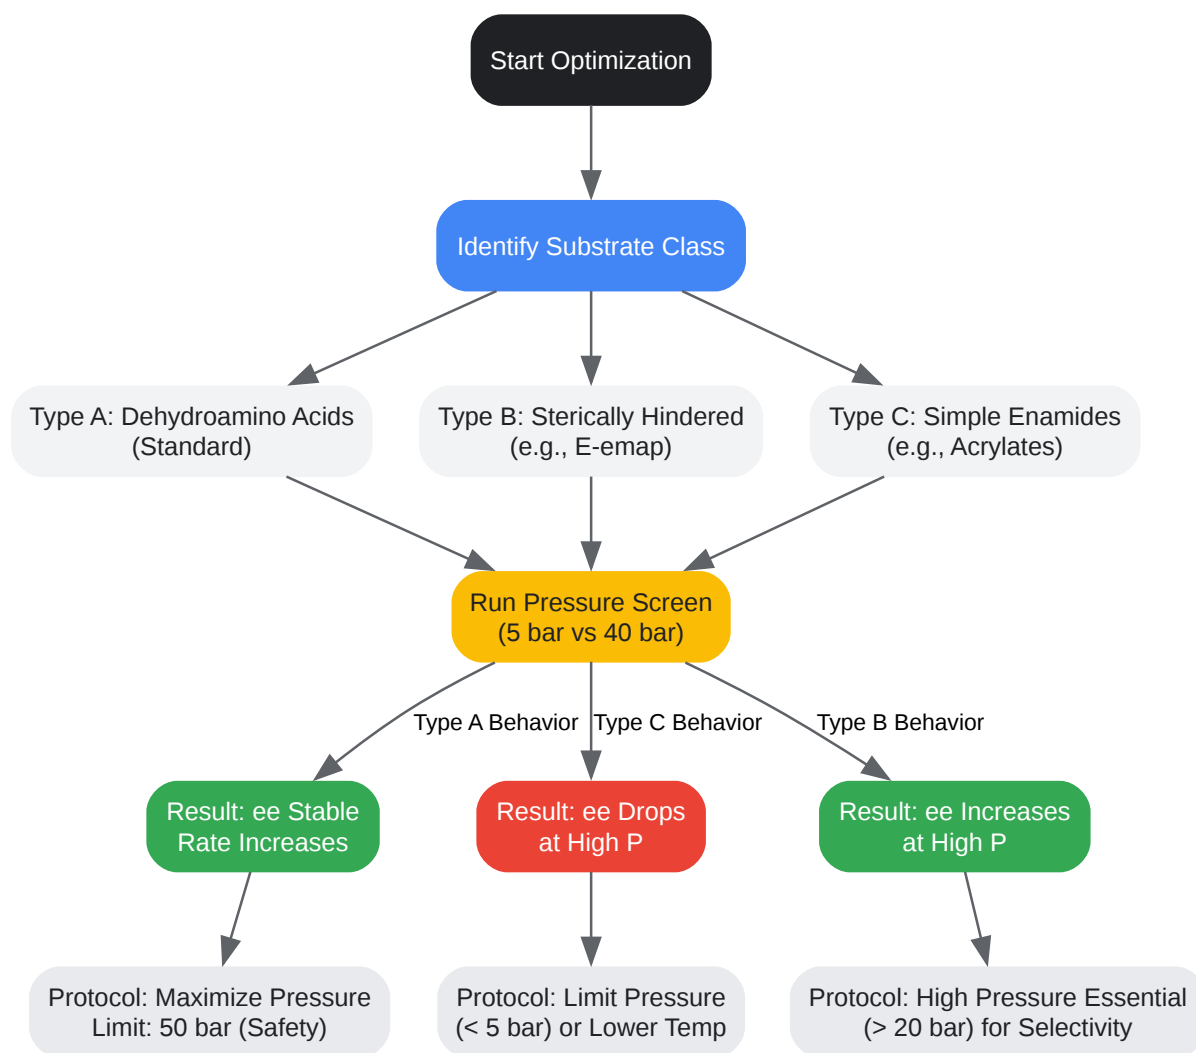 Start Optimization
Identify Substrate Class
Type A: Dehydroamino Acids
(Standard)
Type B: Sterically Hindered
(e.g., E-emap)
Type C: Simple Enamides
(e.g., Acrylates)
Run Pressure Screen
(5 bar vs 40 bar)
Type A Behavior
Type C Behavior
Type B Behavior
Result: ee Stable
Rate Increases
Result: ee Drops
at High P
Result: ee Increases
at High P
Protocol: Maximize Pressure
Limit: 50 bar (Safety)
Protocol: Limit Pressure
(< 5 bar) or Lower Temp
Protocol: High Pressure Essential
(> 20 bar) for Selectivity